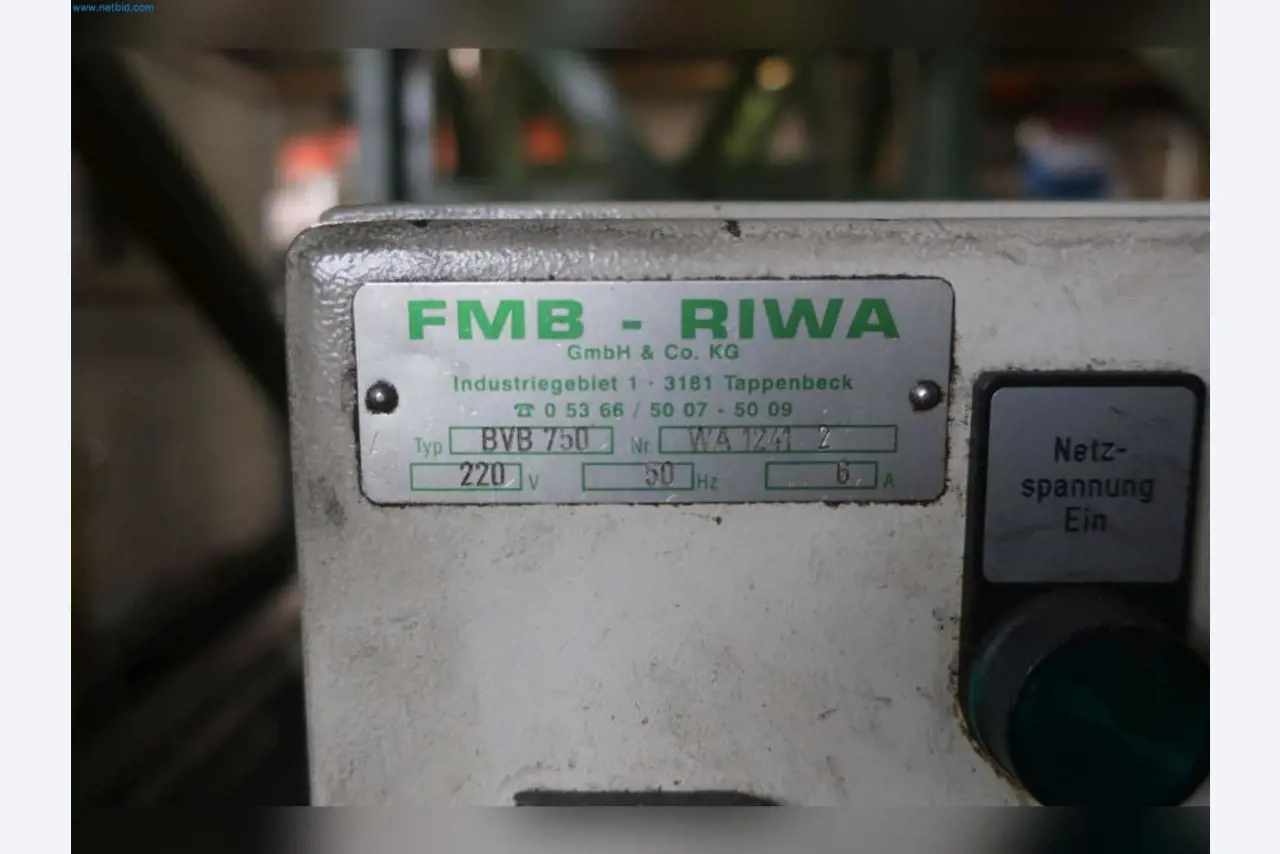 www.netbid.com
FMB - RIWA
GmbH & Co. KG
Industriegebiet 1 · 3181 Tappenbeck
☎ 0 53 66 / 50 07 - 50 09
Typ BVB 750 Nr. WA 1241 2
220 V 50 Hz 6 A
Netz-
spannung
Ein